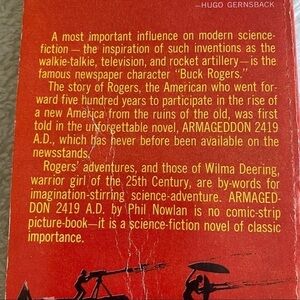 —HUGO GERNSBACK
A most important influence on modern science-
fiction — the inspiration of such inventions as the
walkie-talkie, television, and rocket artillery—is the
famous newspaper character "Buck Rogers."
The story of Rogers, the American who went for-
ward five hundred years to participate in the rise of
a new America from the ruins of the old, was first
told in the unforgettable novel, ARMAGEDDON 2419
A.D., which has never before been available on the
newsstands.
Rogers' adventures, and those of Wilma Deering,
warrior girl of the 25th Century, are by-words for
imagination-stirring science-adventure. ARMAGED-
DON 2419 A.D. by Phil Nowlan is no comic-strip
picture-book—it is a science-fiction novel of classic
importance.